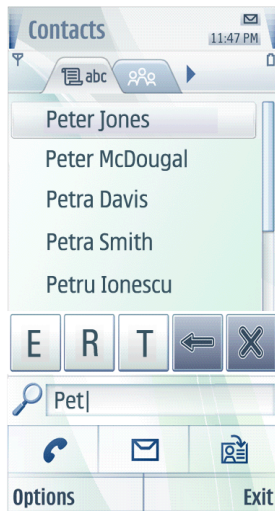 Contacts
11:47 PM
abc
Peter Jones
Peter McDougal
Petra Davis
Petra Smith
Petru Ionescu
E R T
Pet
Options Exit